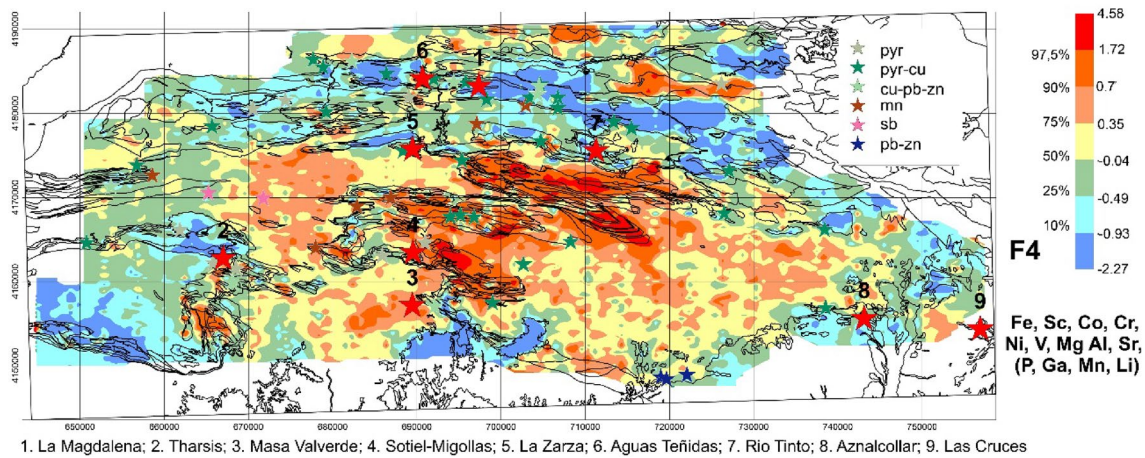 4190000
4180000
4170000
4160000
4150000
6
1
5
7
4
2
3
8
9
pyr
pyr-cu
cu-pb-zn
mn
sb
pb-zn
97,5%
90%
75%
50%
25%
10%
4.58
1.72
0.7
0.35
-0.04
-0.49
-0.93
-2.27
F4
Fe, Sc, Co, Cr,
Ni, V, Mg Al, Sr,
(P, Ga, Mn, Li)
650000 660000 670000 680000 690000 700000 710000 720000 730000 740000 750000
1. La Magdalena; 2. Tharsis; 3. Masa Valverde; 4. Sotiel-Migollas; 5. La Zarza; 6. Aguas Teñidas; 7. Rio Tinto; 8. Aznalcollar; 9. Las Cruces